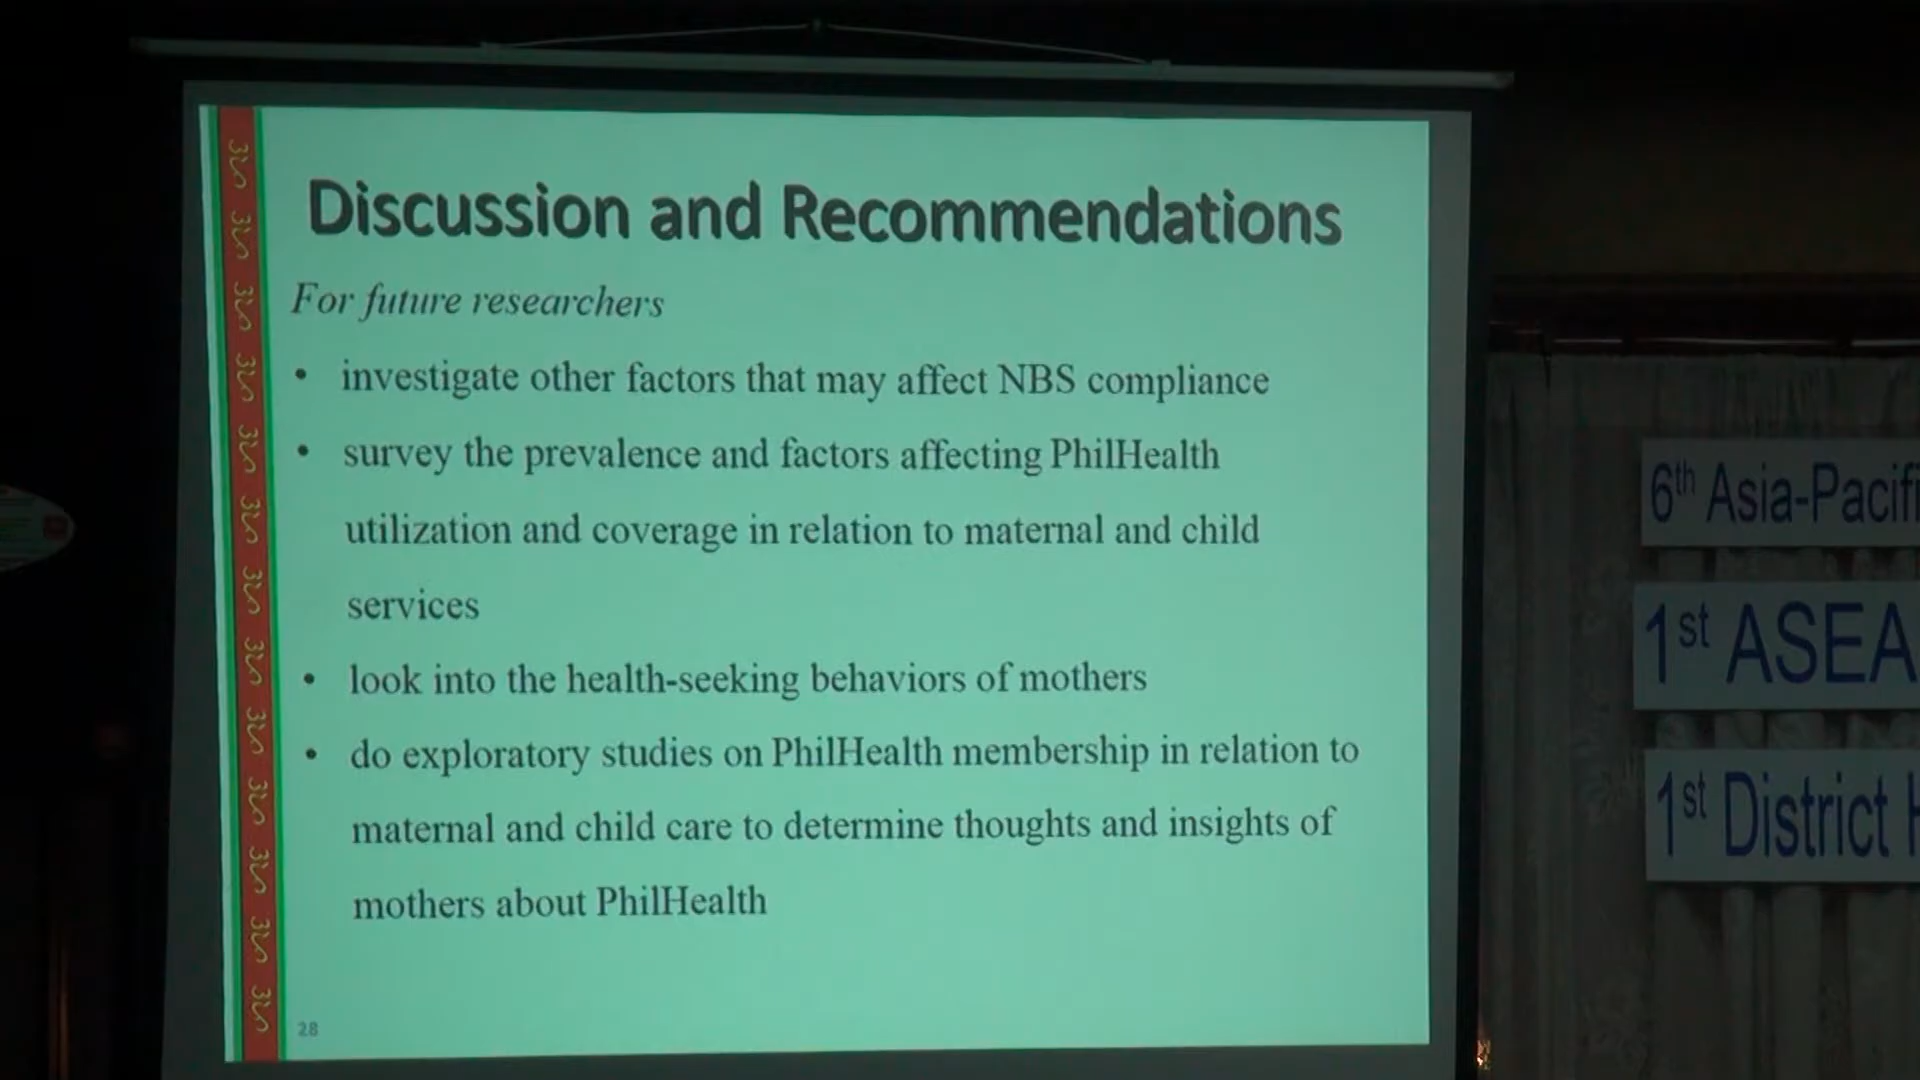 Discussion and Recommendations
For future researchers
• investigate other factors that may affect NBS compliance
• survey the prevalence and factors affecting PhilHealth
utilization and coverage in relation to maternal and child
services
• look into the health-seeking behaviors of mothers
• do exploratory studies on PhilHealth membership in relation to
maternal and child care to determine thoughts and insights of
mothers about PhilHealth
28
6th Asia-Pacifi
1st ASEA
1st District H